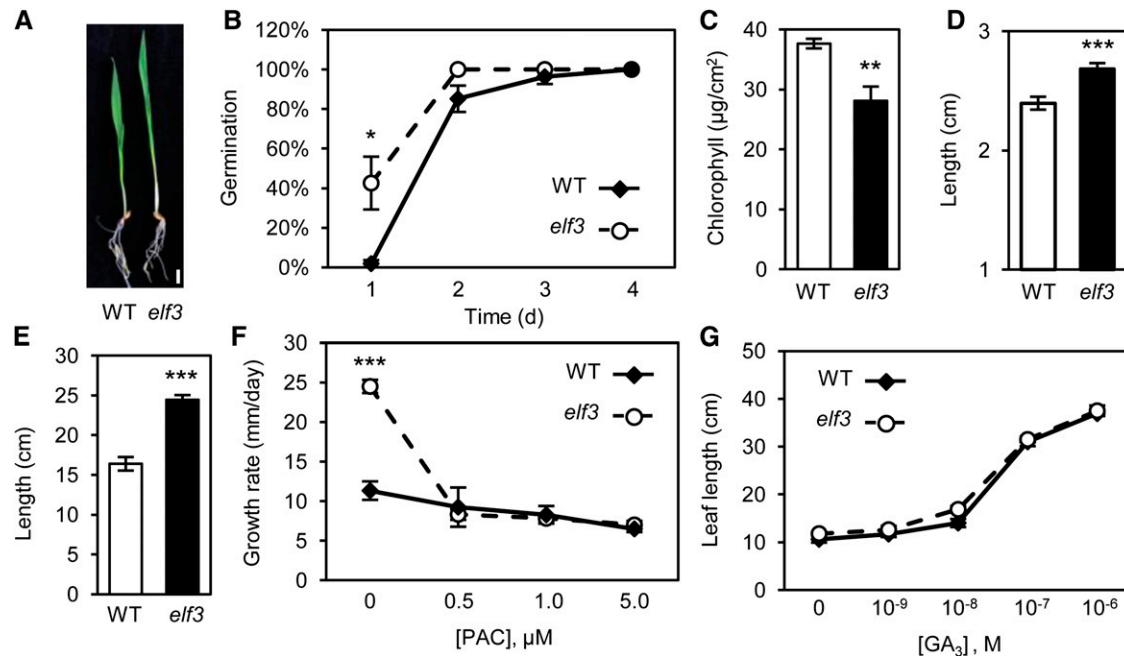 A
WT elf3
B
Germination
120%
100%
80%
60%
40%
20%
0%
*
WT
elf3
1 2 3 4
Time (d)
C
Chlorophyll (µg/cm²)
40
30
20
10
0
**
WT elf3
D
Length (cm)
3
2
1
***
WT elf3
E
Length (cm)
30
25
20
15
10
5
0
***
WT elf3
F
Growth rate (mm/day)
30
25
20
15
10
5
0
***
WT
elf3
0 0.5 1.0 5.0
[PAC], µM
G
Leaf length (cm)
50
40
30
20
10
0
WT
elf3
0 10⁻⁹ 10⁻⁸ 10⁻⁷ 10⁻⁶
[GA₃] , M